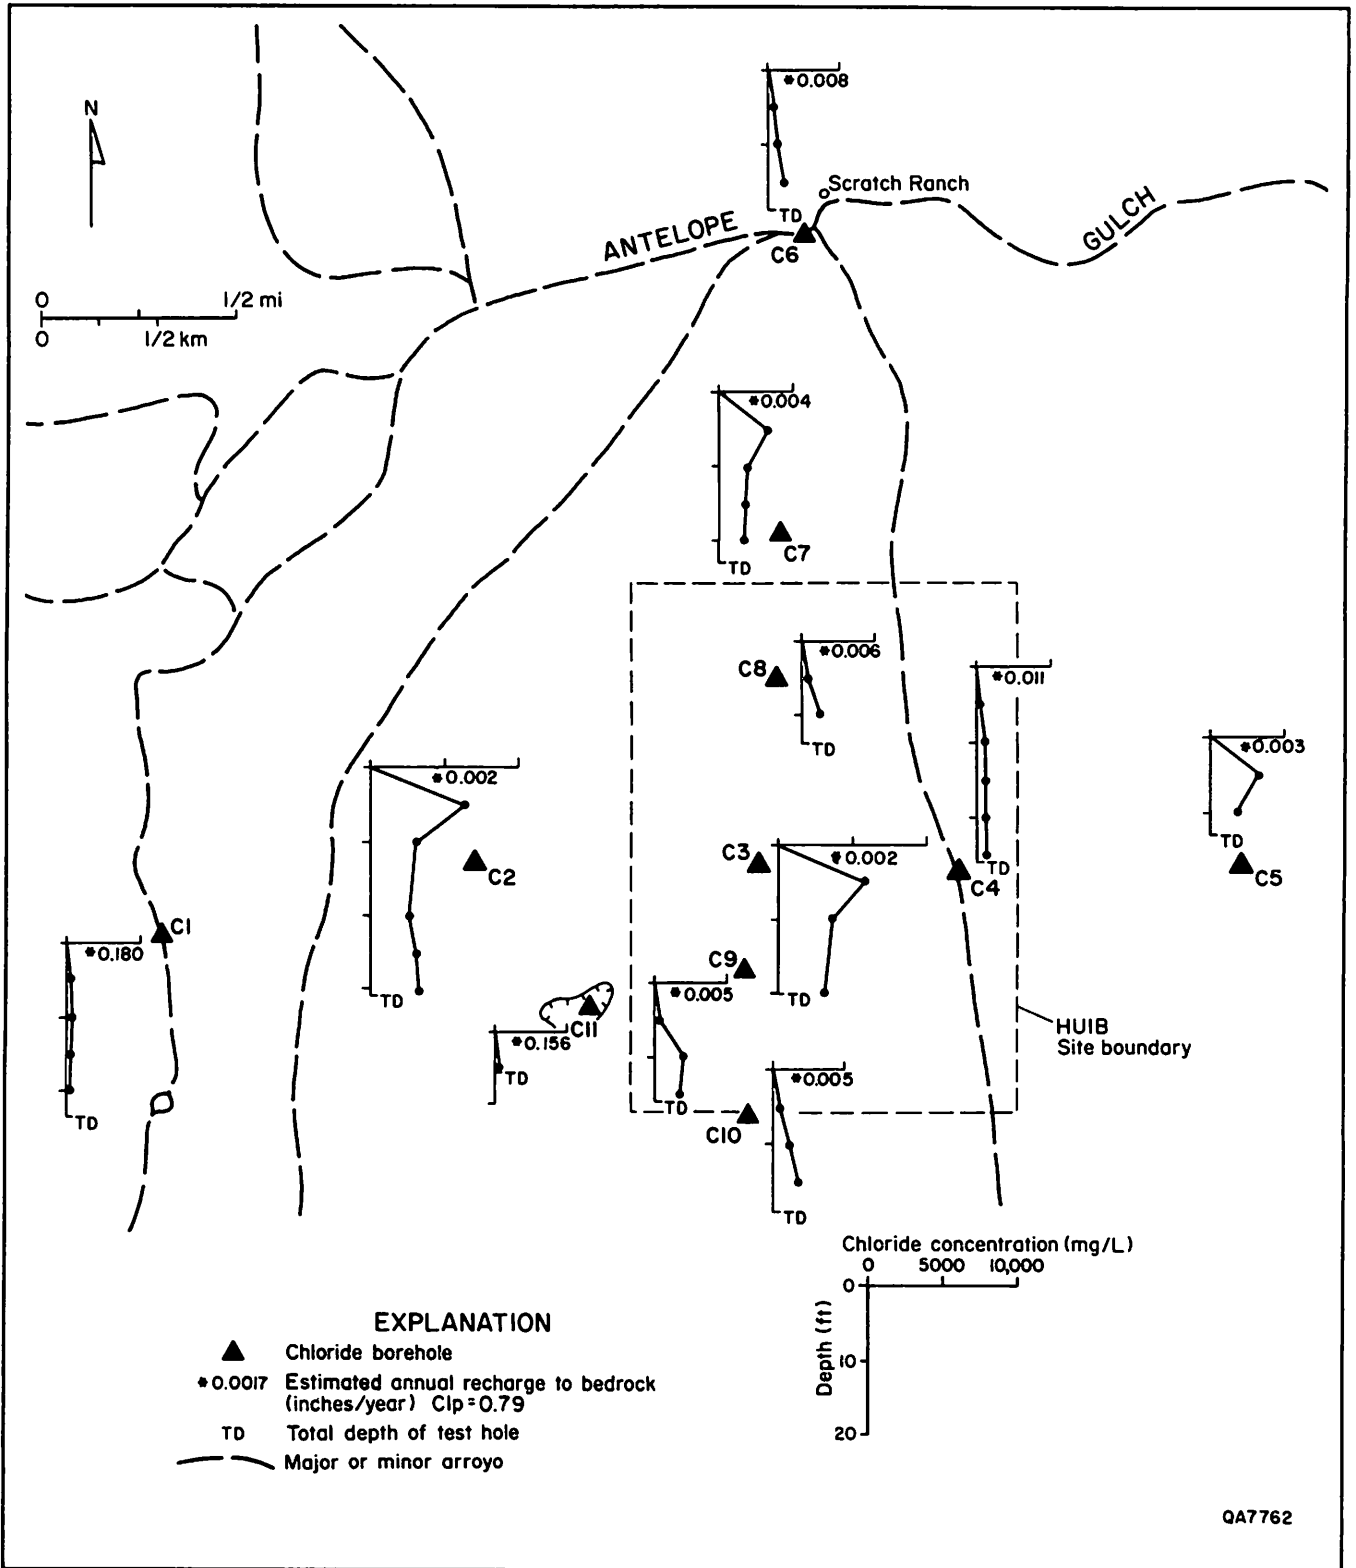 *0.008
N
Scratch Ranch
TD
ANTELOPE
GULCH
C6
0 1/2 mi
0 1/2 km
*0.004
C7
TD
*0.006
C8
*0.011
TD
*0.003
*0.002
C3
*0.002
TD
C2
C4
TD
C5
C1
*0.180
C9
TD
TD
*0.005
C11
*0.156
HU1B
Site boundary
TD
*0.005
TD
C10
TD
TD
Chloride concentration (mg/L)
0 5000 10,000
0
Depth (ft)
10
20
EXPLANATION
Chloride borehole
*0.0017 Estimated annual recharge to bedrock
(inches/year) Clp=0.79
TD Total depth of test hole
Major or minor arroyo
QA7762